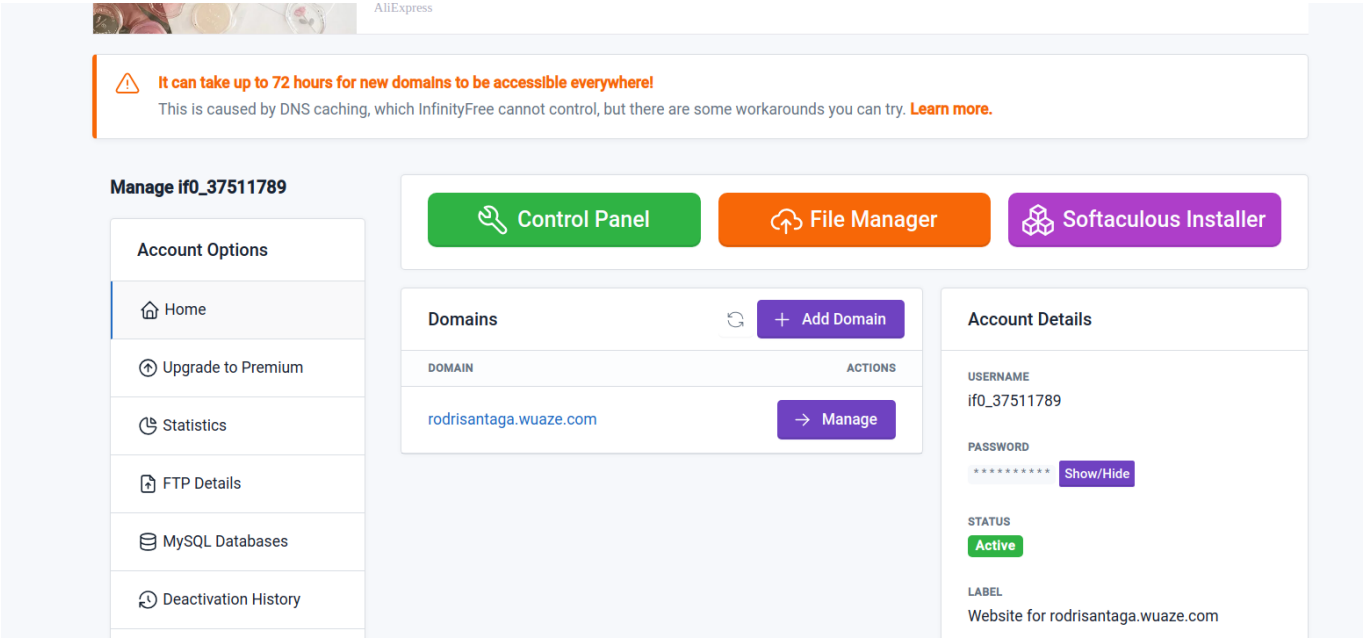 AliExpress
It can take up to 72 hours for new domains to be accessible everywhere!
This is caused by DNS caching, which InfinityFree cannot control, but there are some workarounds you can try. Learn more.
Manage if0_37511789
Account Options
Home
Upgrade to Premium
Statistics
FTP Details
MySQL Databases
Deactivation History
Control Panel
File Manager
Softaculous Installer
Domains
Add Domain
DOMAIN ACTIONS
rodrisantaga.wuaze.com Manage
Account Details
USERNAME
if0_37511789
PASSWORD
********** Show/Hide
STATUS
Active
LABEL
Website for rodrisantaga.wuaze.com